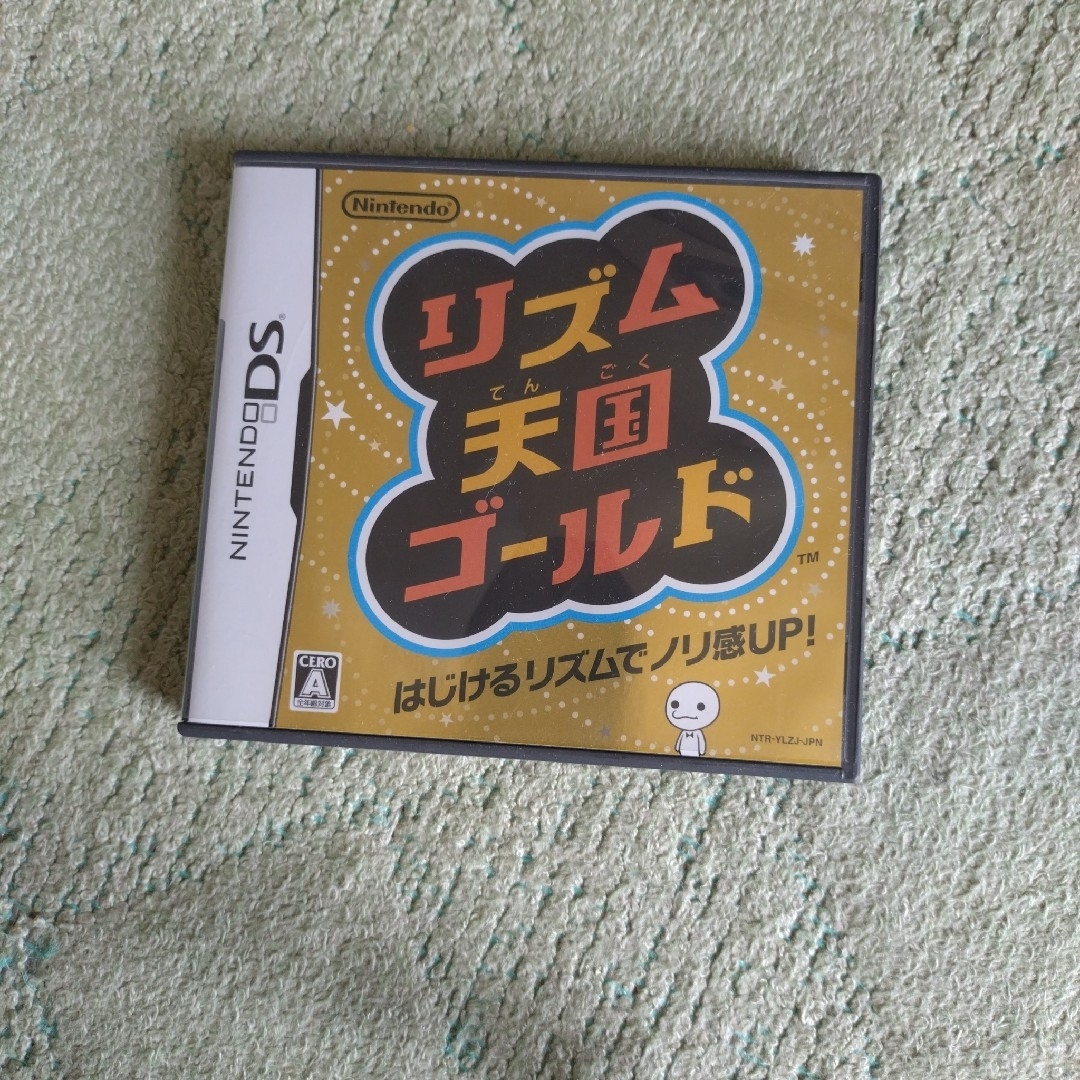 NINTENDO DS®
Nintendo®
リズム
てんごく
天国
ゴールド
TM
はじけるリズムでノリ感UP!
CERO
A
全年齢対象
NTR-YLZJ-JPN